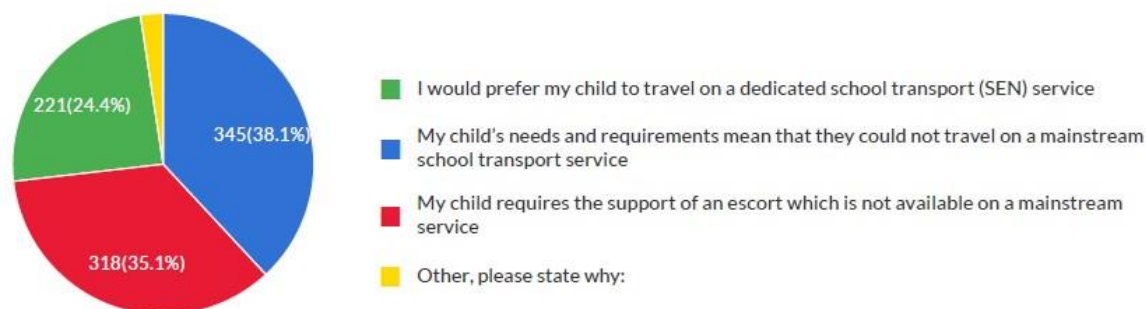 221(24.4%)
345(38.1%)
318(35.1%)
I would prefer my child to travel on a dedicated school transport (SEN) service
My child’s needs and requirements mean that they could not travel on a mainstream
school transport service
My child requires the support of an escort which is not available on a mainstream
service
Other, please state why: